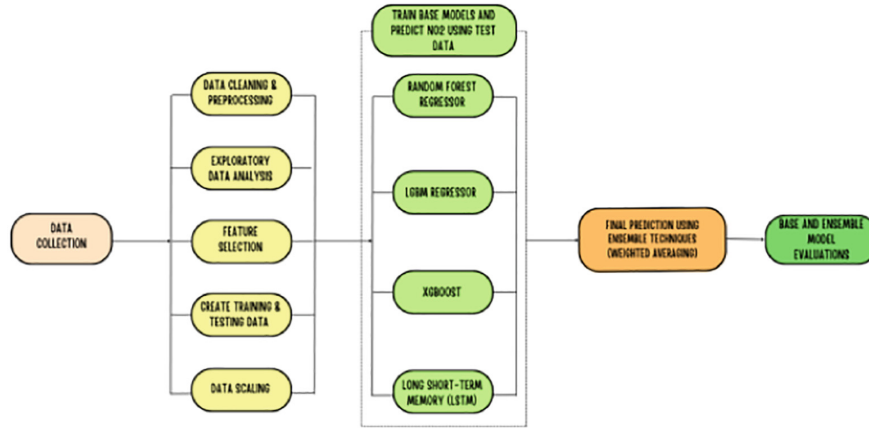 DATA
COLLECTION
DATA CLEANING &
PREPROCESSING
EXPLORATORY
DATA ANALYSIS
FEATURE
SELECTION
CREATE TRAINING &
TESTING DATA
DATA SCALING
TRAIN BASE MODELS AND
PREDICT NO2 USING TEST
DATA
RANDOM FOREST
REGRESSOR
LGBM REGRESSOR
XGBOOST
LONG SHORT-TERM
MEMORY (LSTM)
FINAL PREDICTION USING
ENSEMBLE TECHNIQUES
(WEIGHTED AVERAGING)
BASE AND ENSEMBLE
MODEL
EVALUATIONS